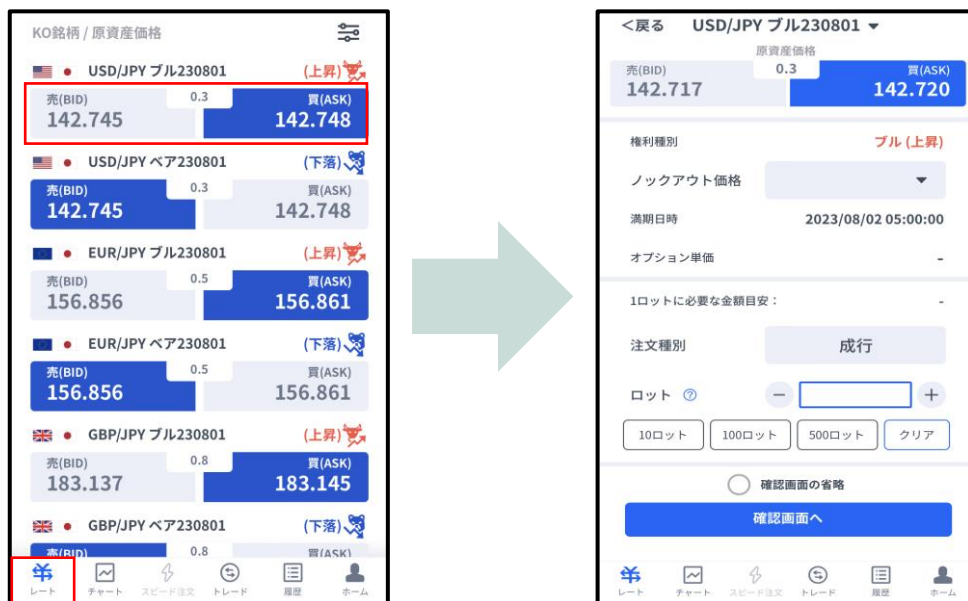 KO銘柄 / 原資産価格
USD/JPY ブル230801 (上昇)
売(BID) 0.3 買(ASK)
142.745 142.748
USD/JPY ベア230801 (下落)
売(BID) 0.3 買(ASK)
142.745 142.748
EUR/JPY ブル230801 (上昇)
売(BID) 0.5 買(ASK)
156.856 156.861
EUR/JPY ベア230801 (下落)
売(BID) 0.5 買(ASK)
156.856 156.861
GBP/JPY ブル230801 (上昇)
売(BID) 0.8 買(ASK)
183.137 183.145
GBP/JPY ベア230801 (下落)
売(BID) 0.8 買(ASK)
レート チャート スピード注文 トレード 履歴 ホーム
<戻る USD/JPY ブル230801
原資産価格
売(BID) 0.3 買(ASK)
142.717 142.720
権利種別 ブル (上昇)
ノックアウト価格
満期日時 2023/08/02 05:00:00
オプション単価 -
1ロットに必要な金額目安： -
注文種別 成行
ロット ? − +
10ロット 100ロット 500ロット クリア
確認画面の省略
確認画面へ
レート チャート スピード注文 トレード 履歴 ホーム